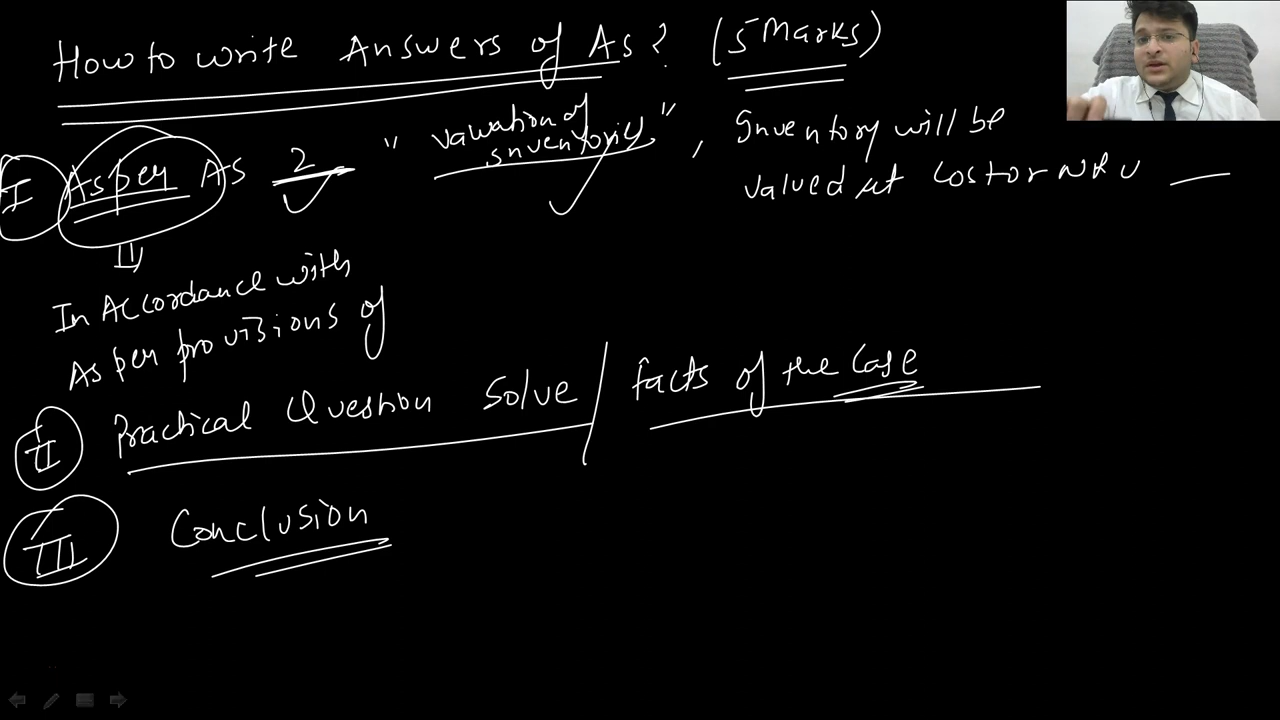 How to write Answers of AS? (5 Marks)
I As per AS 2 "valuation of inventories", Inventory will be valued at cost or NRV
II
In Accordance with
As per provisions of
II Practical Question Solve / facts of the case
III Conclusion